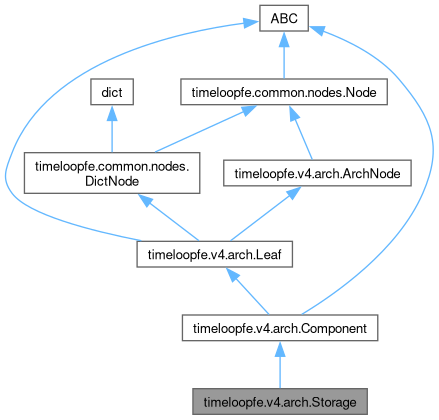 ABC
dict
timeloopfe.common.nodes.Node
timeloopfe.common.nodes.
DictNode
timeloopfe.v4.arch.ArchNode
timeloopfe.v4.arch.Leaf
timeloopfe.v4.arch.Component
timeloopfe.v4.arch.Storage